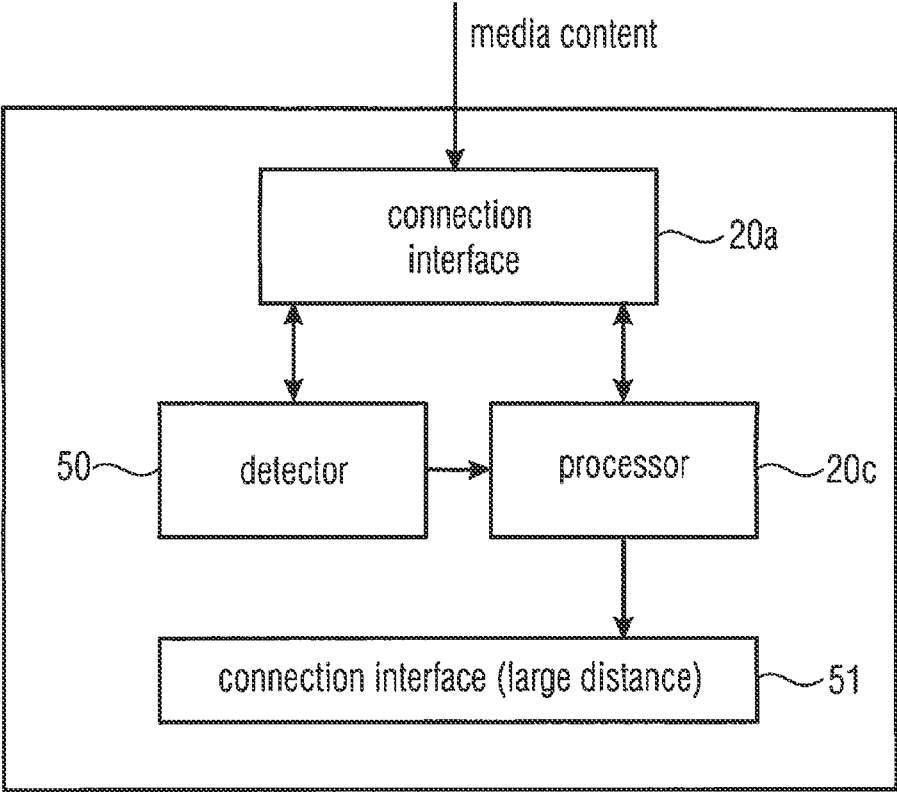 media content
connection
interface
20a
50
detector
processor
20c
connection interface (large distance)
51